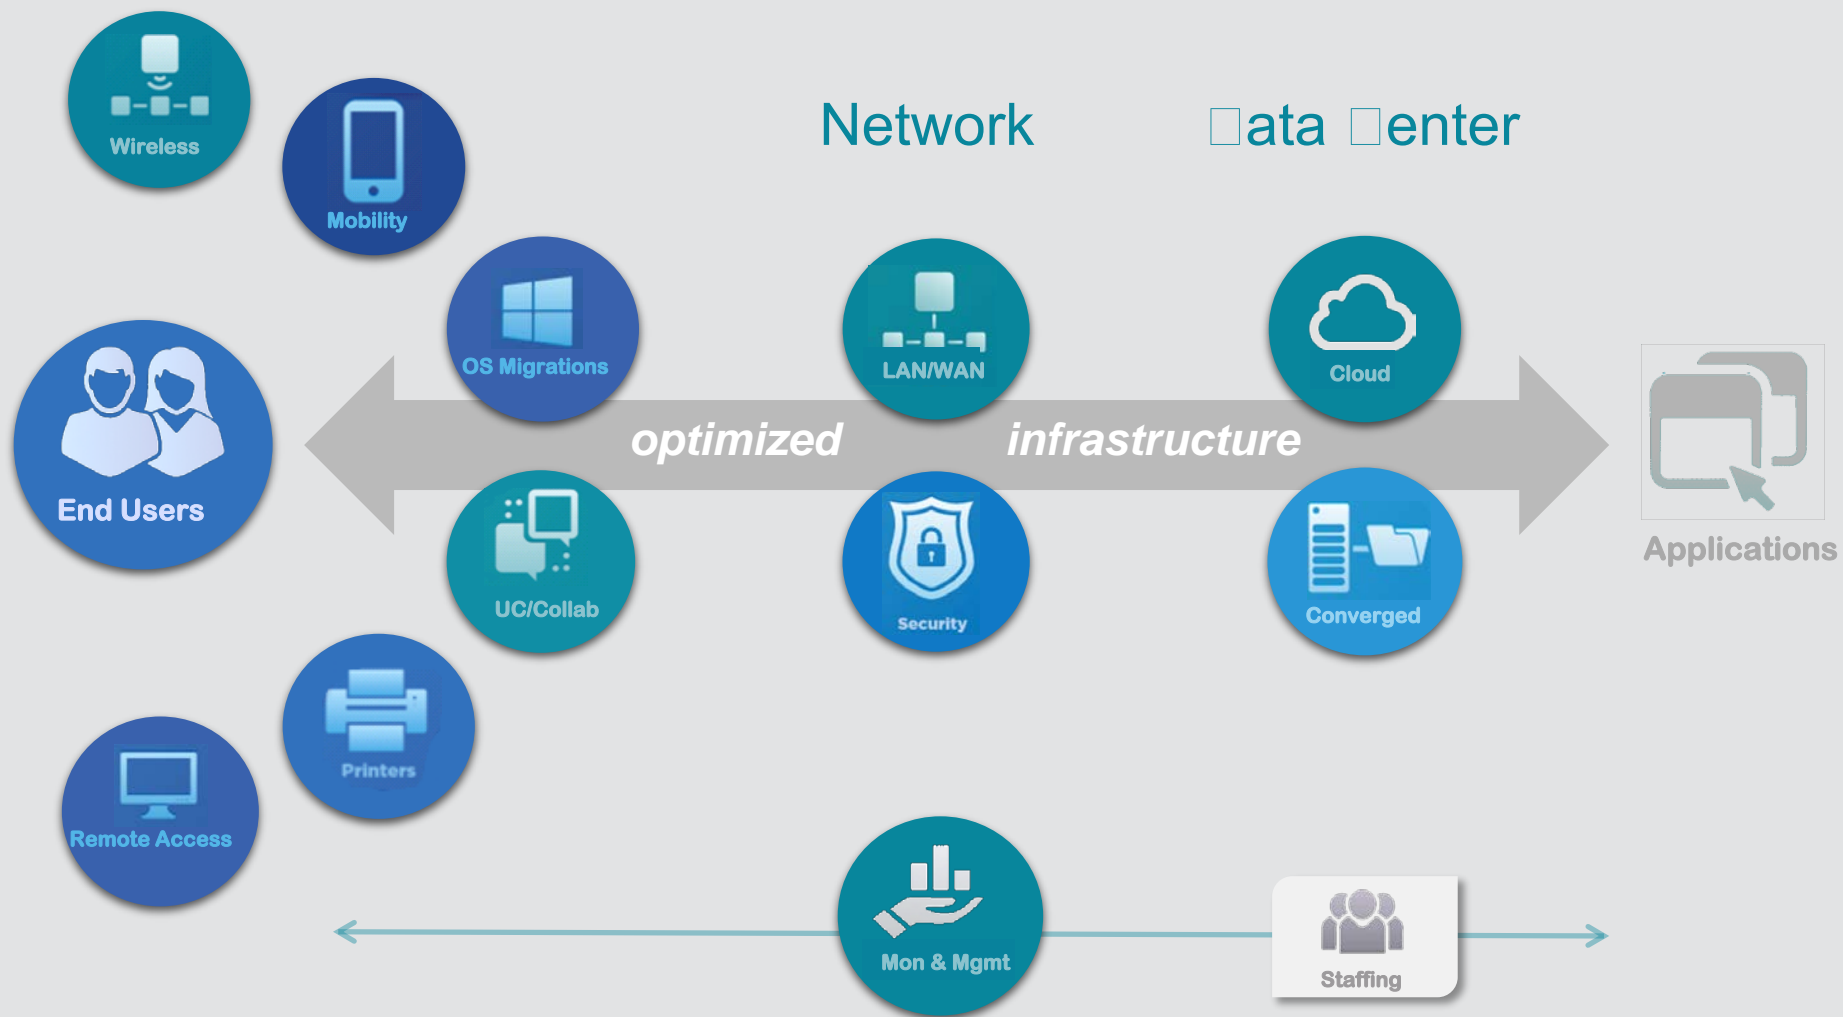 Wireless
Mobility
Network
□ata □enter
OS Migrations
LAN/WAN
Cloud
End Users
optimized infrastructure
Applications
UC/Collab
Security
Converged
Printers
Remote Access
Mon & Mgmt
Staffing